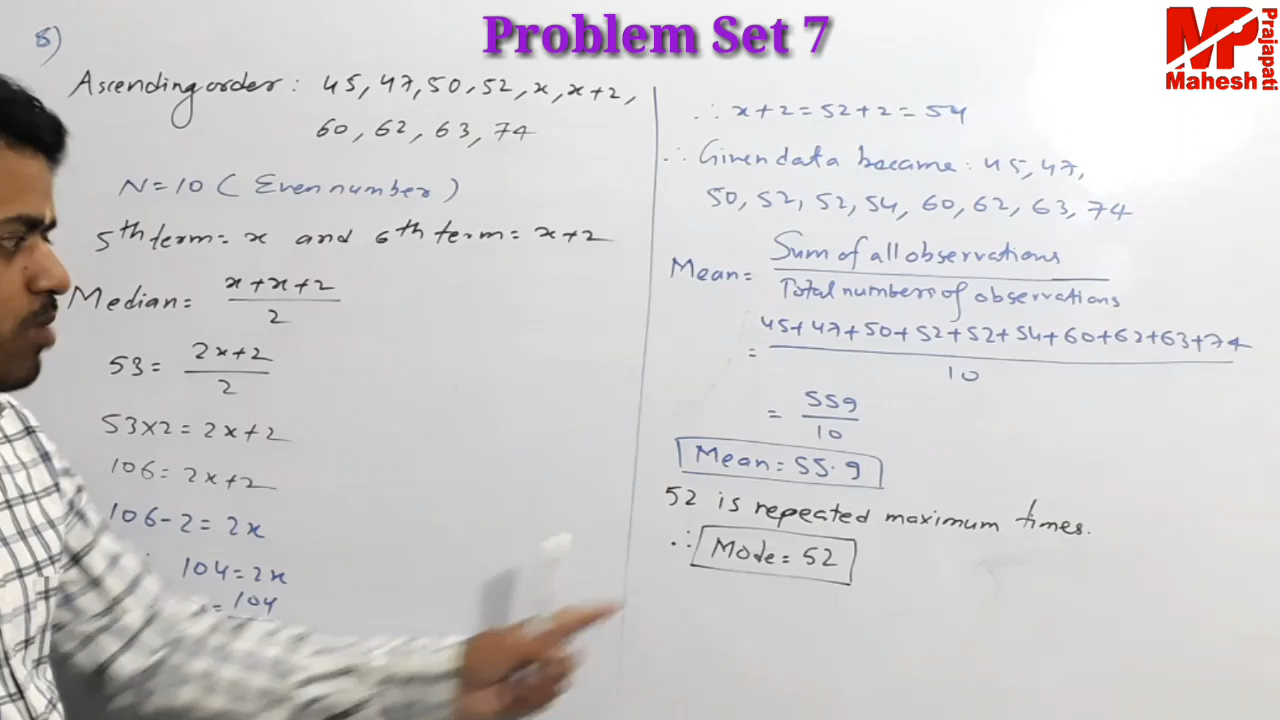 Problem Set 7
MP
Mahesh
Prajapati
8)
Ascending order: 45, 47, 50, 52, x, x+2,
60, 62, 63, 74
N=10 (Even number)
5th term= x and 6th term= x+2
Median= x+x+2
2
53= 2x+2
2
53×2=2x+2
106=2x+2
106-2=2x
104=2x
=104
∴ x+2=52+2=54
∴ Given data became: 45, 47,
50, 52, 52, 54, 60, 62, 63, 74
Mean= Sum of all observations
Total numbers of observations
= 45+47+50+52+52+54+60+62+63+74
10
= 559
10
Mean=55.9
52 is repeated maximum times.
∴ Mode=52